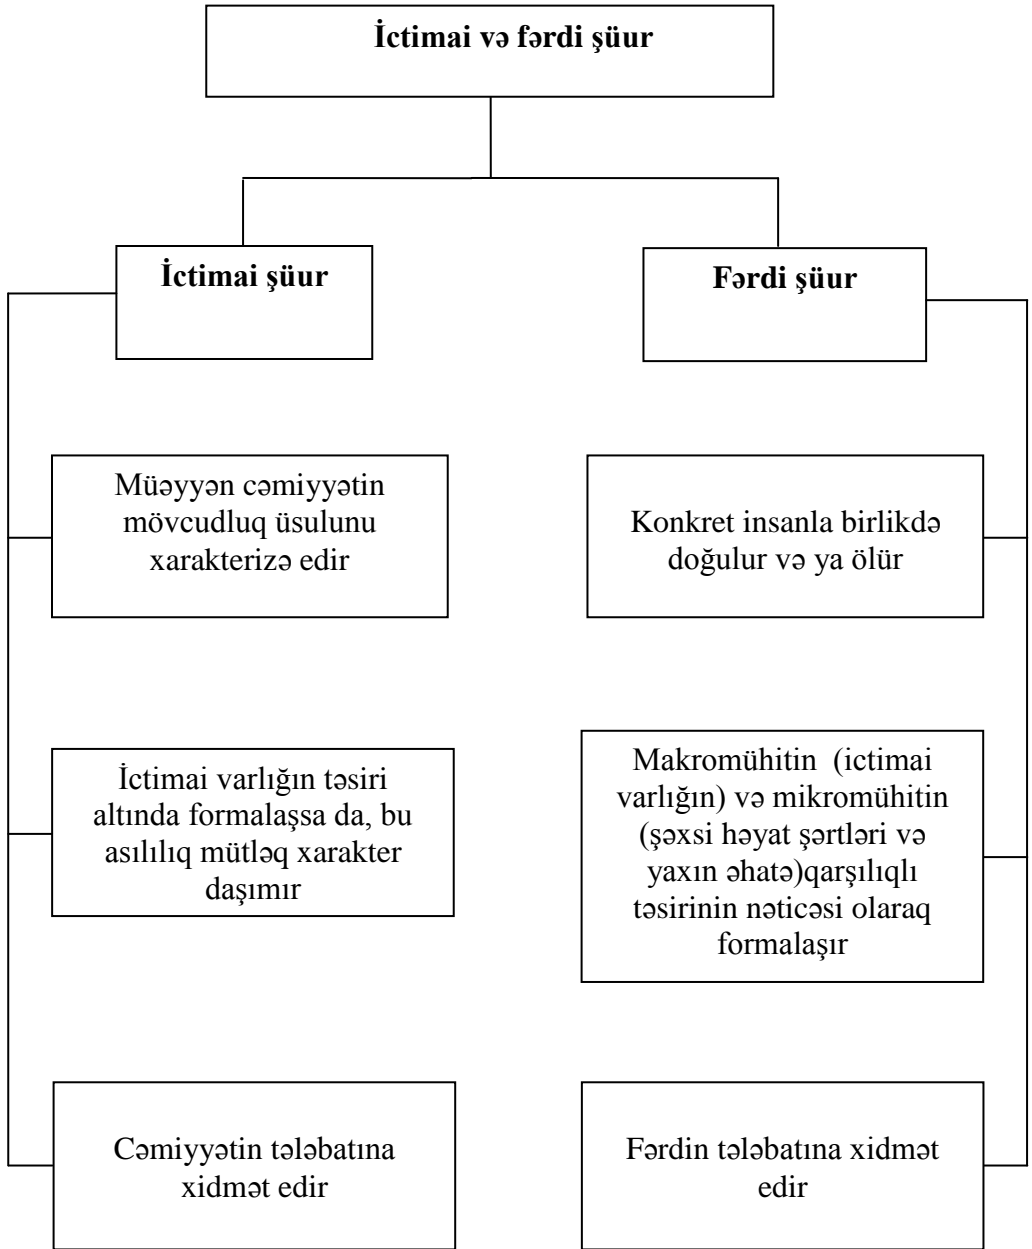 İctimai və fərdi şüur
İctimai şüur
Fərdi şüur
Müəyyən cəmiyyətin
mövcudluq üsulunu
xarakterizə edir
Konkret insanla birlikdə
doğulur və ya ölür
İctimai varlığın təsiri
altında formalaşsa da, bu
asılılıq mütləq xarakter
daşımır
Makromühitin (ictimai
varlığın) və mikromühitin
(şəxsi həyat şərtləri və
yaxın əhatə)qarşılıqlı
təsirinin nəticəsi olaraq
formalaşır
Cəmiyyətin tələbatına
xidmət edir
Fərdin tələbatına xidmət
edir